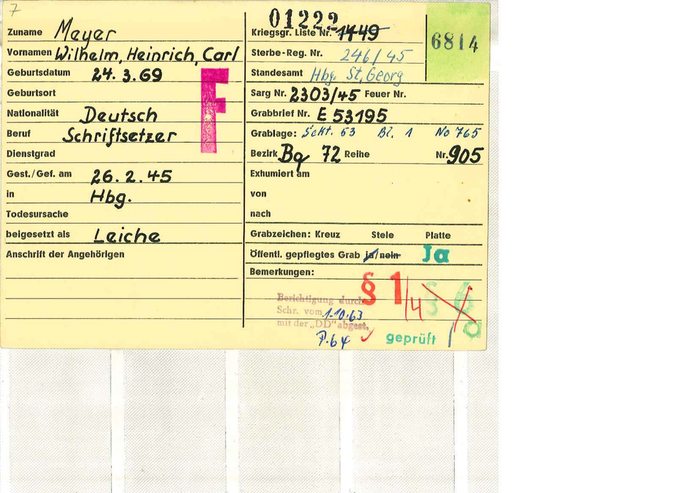 7
01222
Zuname Meyer
Kriegsgr. Liste Nr. 1449
6814
Vornamen Wilhelm, Heinrich, Carl
Sterbe-Reg. Nr. 246/45
Geburtsdatum 24.3.69
Standesamt Hbg. St. Georg
F
Geburtsort
Sarg Nr. 2303/45 Feuer Nr.
Nationalität Deutsch
Grabbrief Nr. E 53195
Beruf Schriftsetzer
Grablage: Sekt. 63 Bl. 1 No 765
Dienstgrad
Bezirk Bq 72 Reihe Nr. 905
Gest./Gef. am 26.2.45
Exhumiert am
in Hbg.
von
Todesursache
nach
beigesetzt als Leiche
Grabzeichen: Kreuz Stele Platte
Anschrift der Angehörigen
Öffentl. gepflegtes Grab ja/nein Ja
Bemerkungen:
§ 1/4
Berichtigung durch
Schr. vom 1.10.63
mit der „DD" abgest.
P.64
geprüft